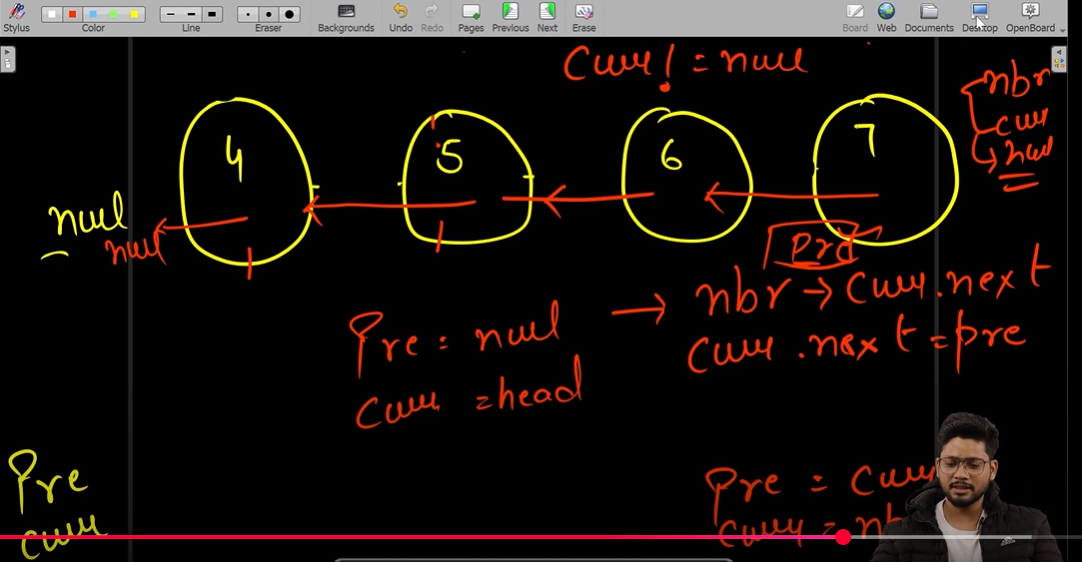 Stylus Color Line Eraser Backgrounds Undo Redo Pages Previous Next Erase Board Web Documents Desktop OpenBoard
curr != null
nbr
curr
null
4 5 6 7
null
null
pre
nbr → curr.next
Pre = null
curr.next = pre
curr = head
Pre
Pre = curr
curr
curr = nb